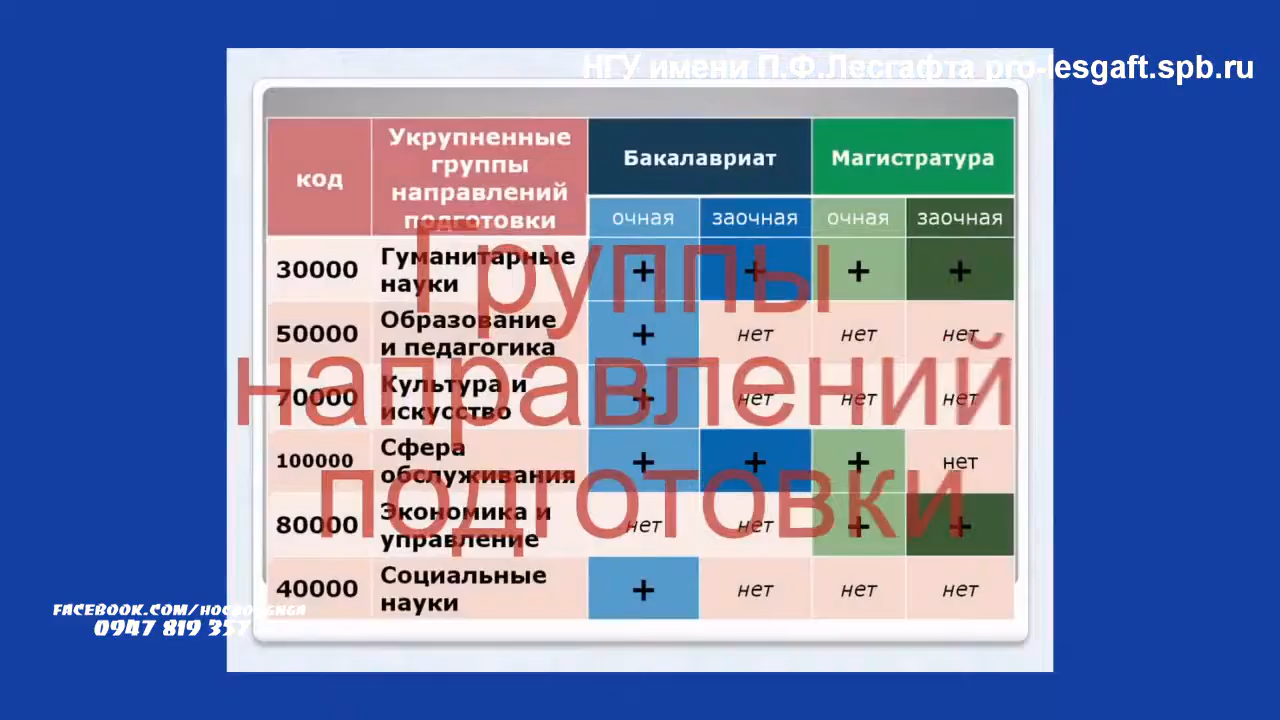 НГУ имени П.Ф.Лесгафта pro-lesgaft.spb.ru
код
Укрупненные
группы
направлений
подготовки
Бакалавриат
Магистратура
очная
заочная
очная
заочная
30000
Гуманитарные
науки
+
+
+
+
50000
Образование
и педагогика
+
нет
нет
нет
70000
Культура и
искусство
+
нет
нет
нет
100000
Сфера
обслуживания
+
+
+
нет
80000
Экономика и
управление
нет
нет
+
+
40000
Социальные
науки
+
нет
нет
нет
Группы
направлений
подготовки
0947 819 357